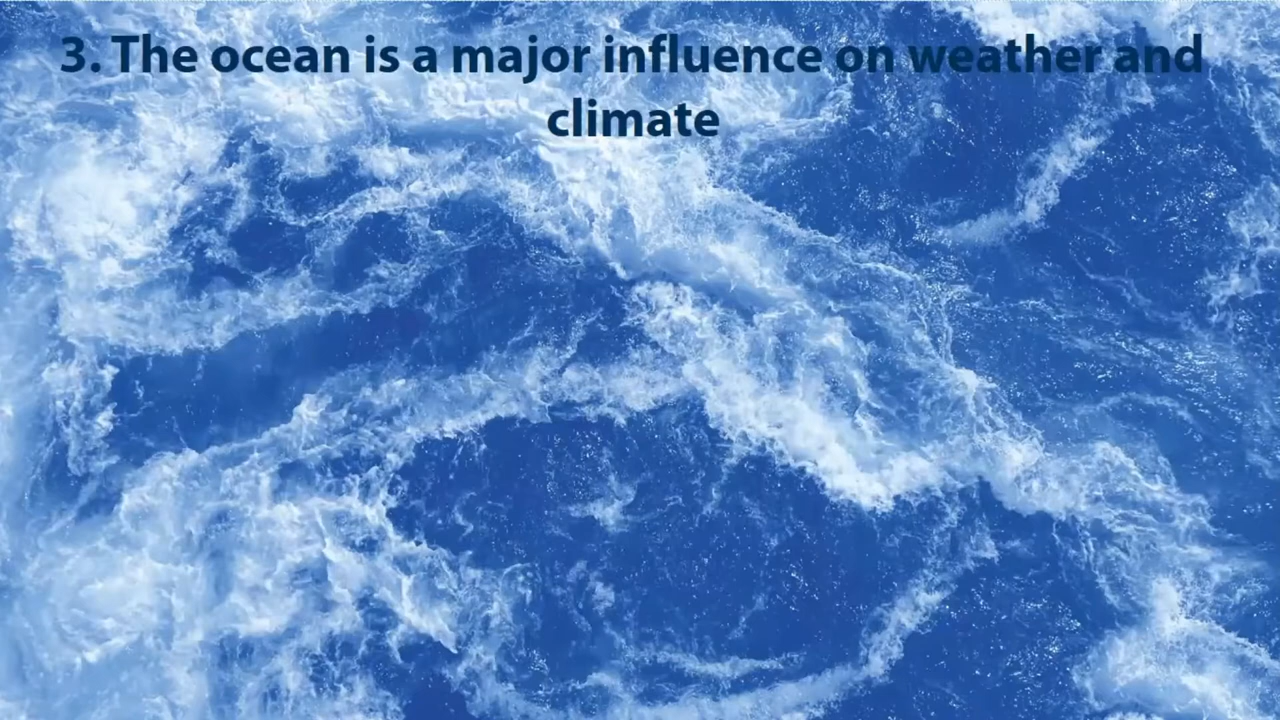 3. The ocean is a major influence on weather and
climate